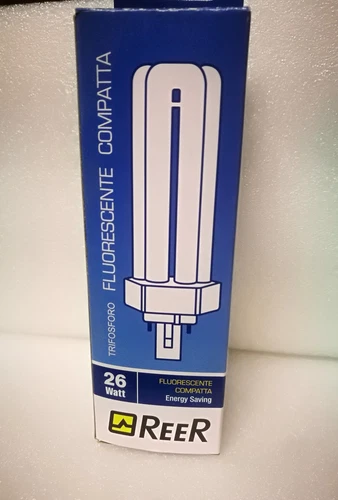 TRIFOSFORO FLUORESCENTE COMPATTA
26
Watt
FLUORESCENTE
COMPATTA
Energy Saving
REER